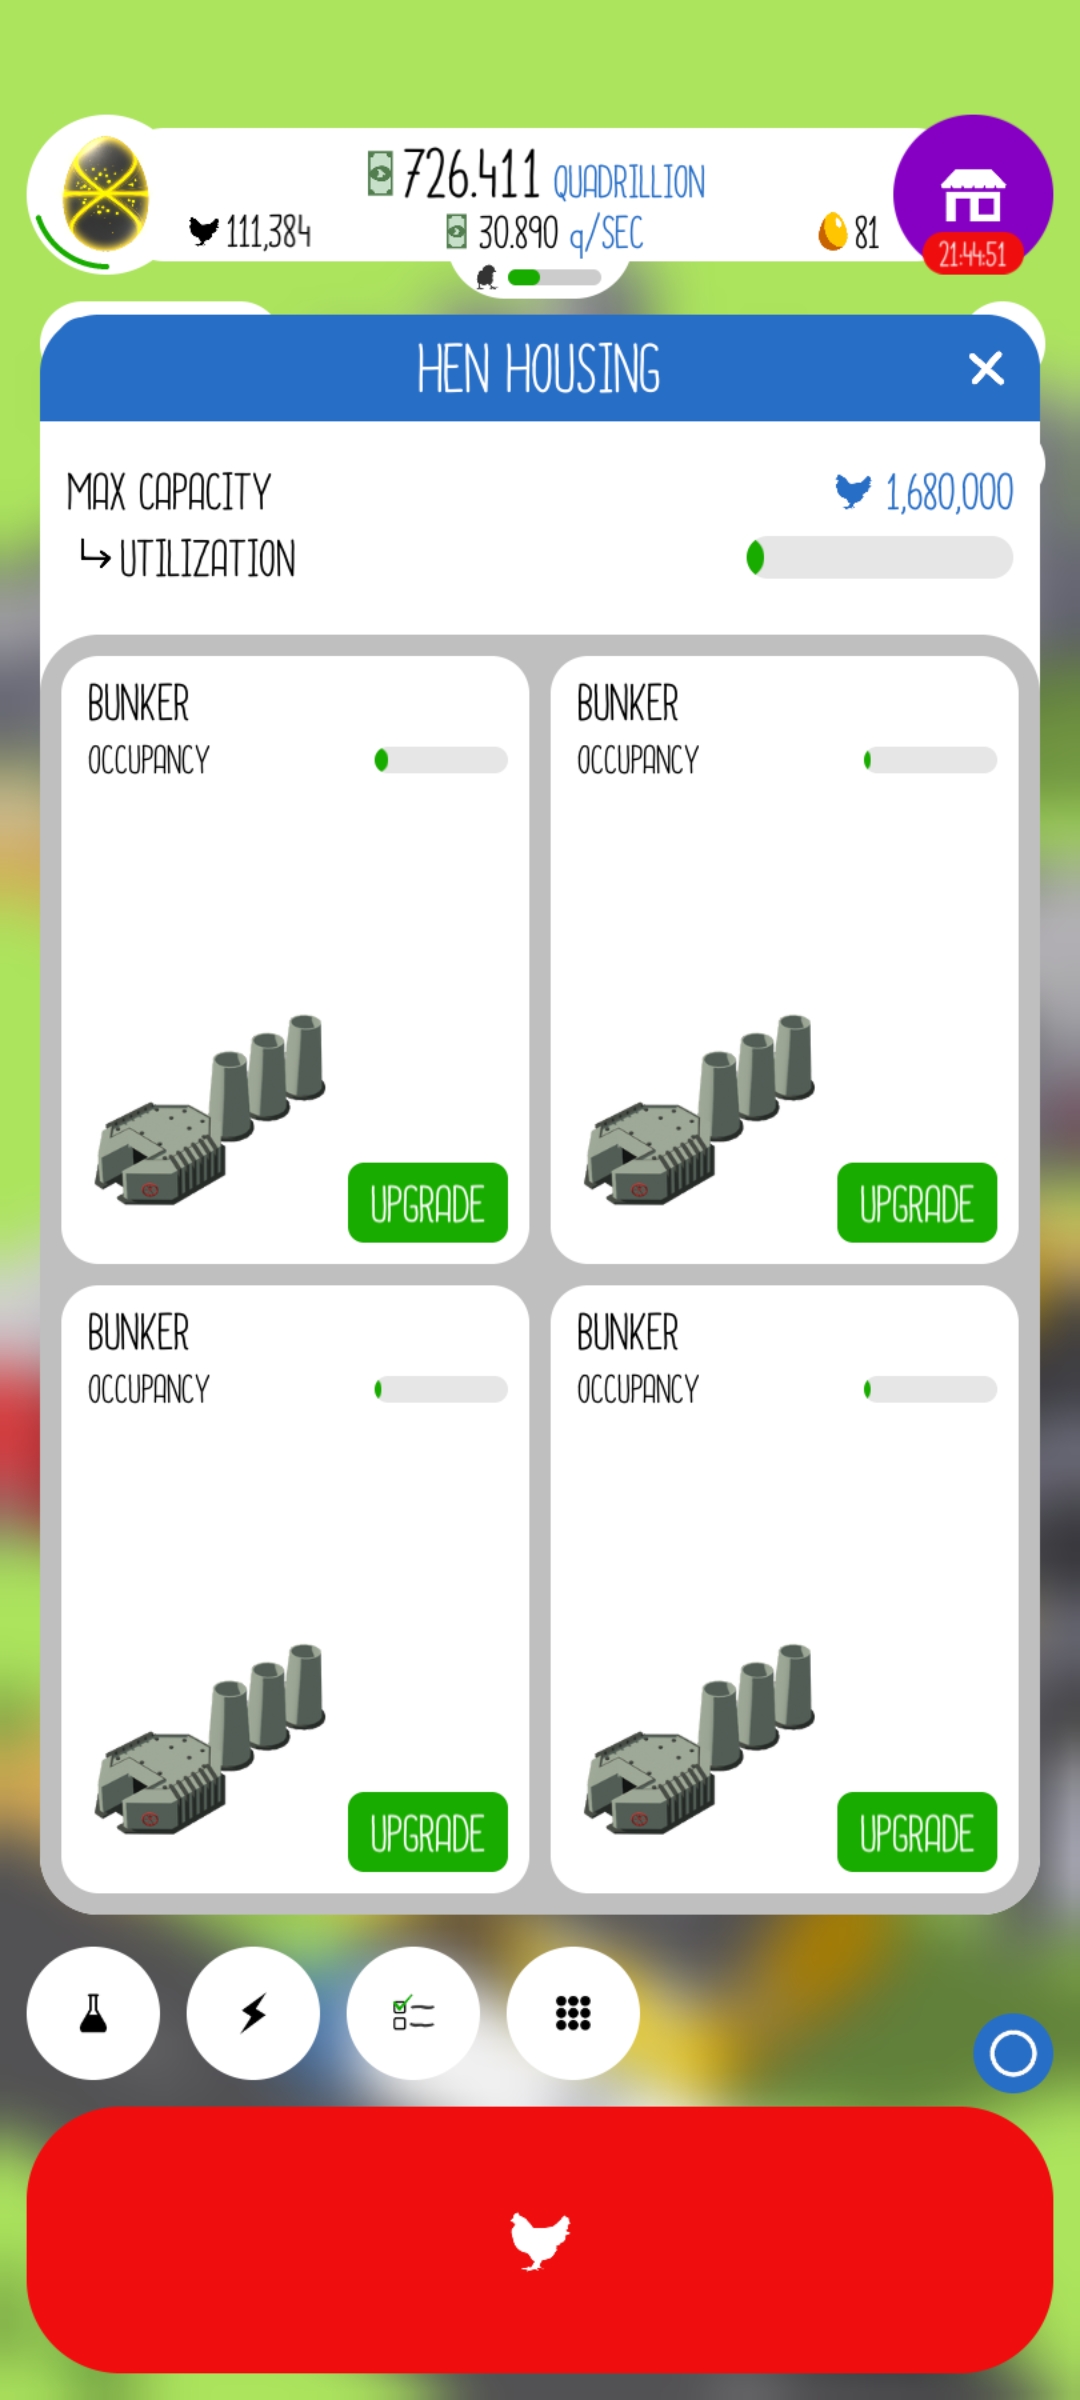 726.411 QUADRILLION
111,384 30.890 q/SEC 81
21:44:51
HEN HOUSING
MAX CAPACITY 1,680,000
UTILIZATION
BUNKER BUNKER
OCCUPANCY OCCUPANCY
UPGRADE UPGRADE
BUNKER BUNKER
OCCUPANCY OCCUPANCY
UPGRADE UPGRADE